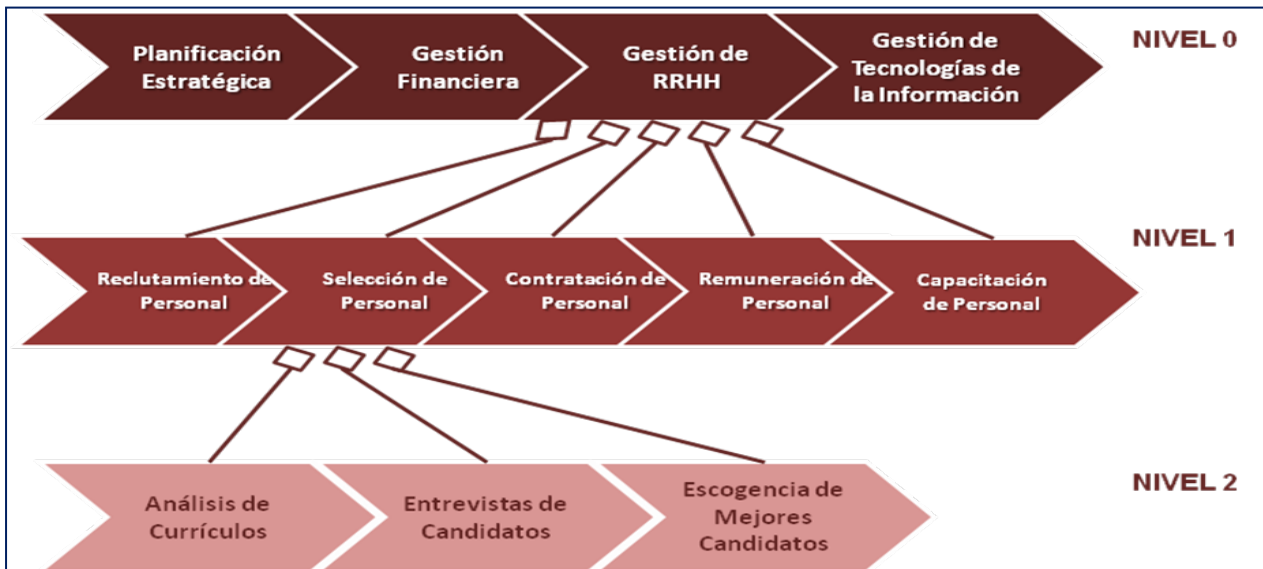 Planificación
Estratégica
Gestión
Financiera
Gestión de
RRHH
Gestión de
Tecnologías de
la Información
NIVEL 0
Reclutamiento de
Personal
Selección de
Personal
Contratación de
Personal
Remuneración de
Personal
Capacitación
de Personal
NIVEL 1
Análisis de
Currículos
Entrevistas de
Candidatos
Escogencia de
Mejores
Candidatos
NIVEL 2